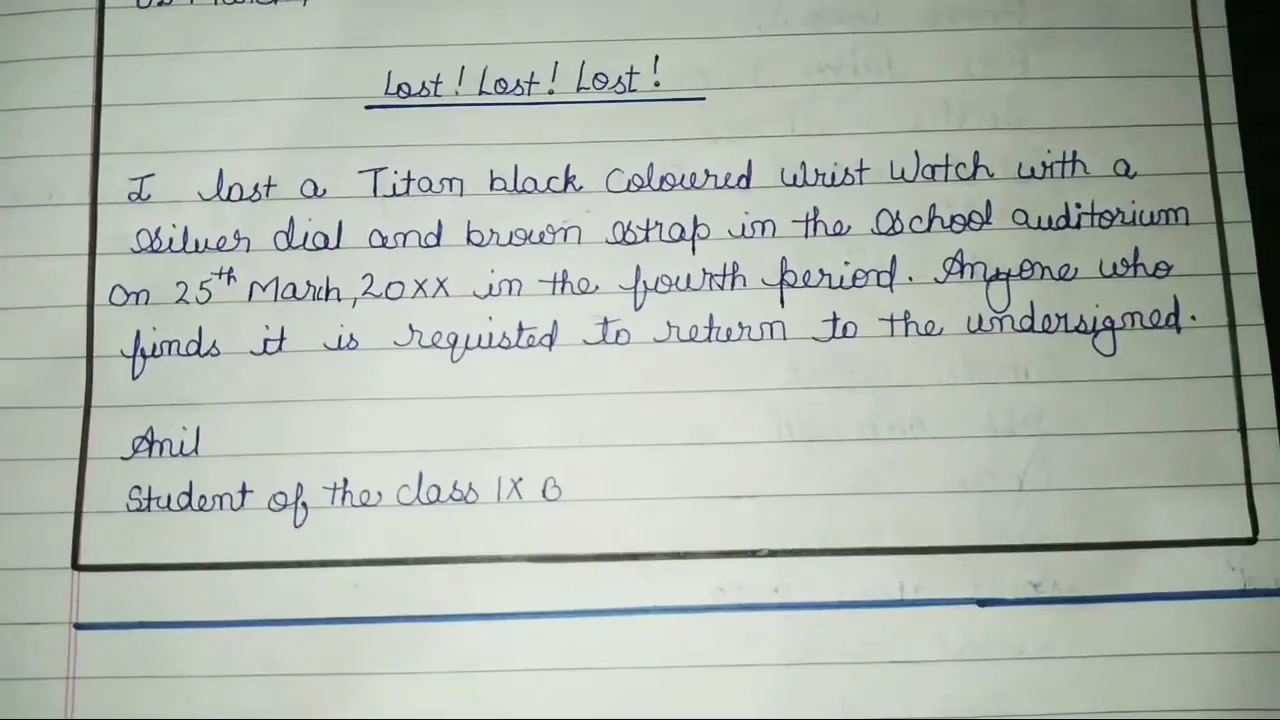 Lost! Lost! Lost!
I lost a Titan black Coloured Wrist Watch with a
silver dial and brown strap in the school auditorium
on 25th March, 20XX in the fourth period. Anyone who
finds it is requisted to return to the undersigned.
Anil
Student of the class IX B